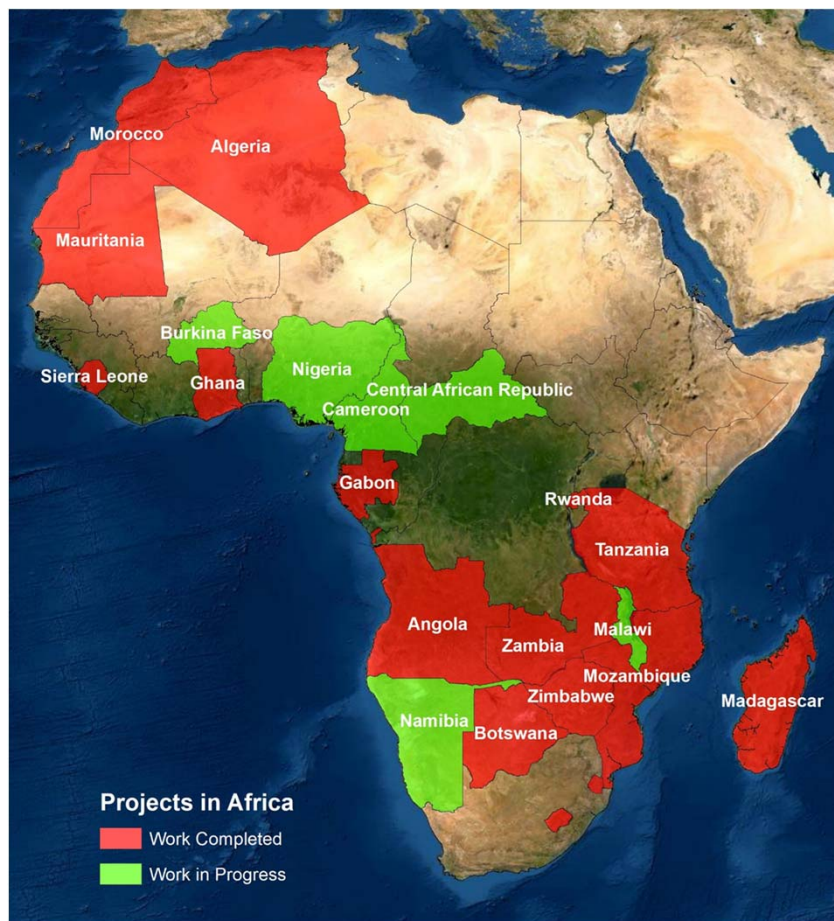 Morocco
Algeria
Mauritania
Burkina Faso
Sierra Leone
Ghana
Nigeria
Central African Republic
Cameroon
Gabon
Rwanda
Tanzania
Angola
Malawi
Zambia
Mozambique
Zimbabwe
Madagascar
Namibia
Botswana
Projects in Africa
Work Completed
Work in Progress